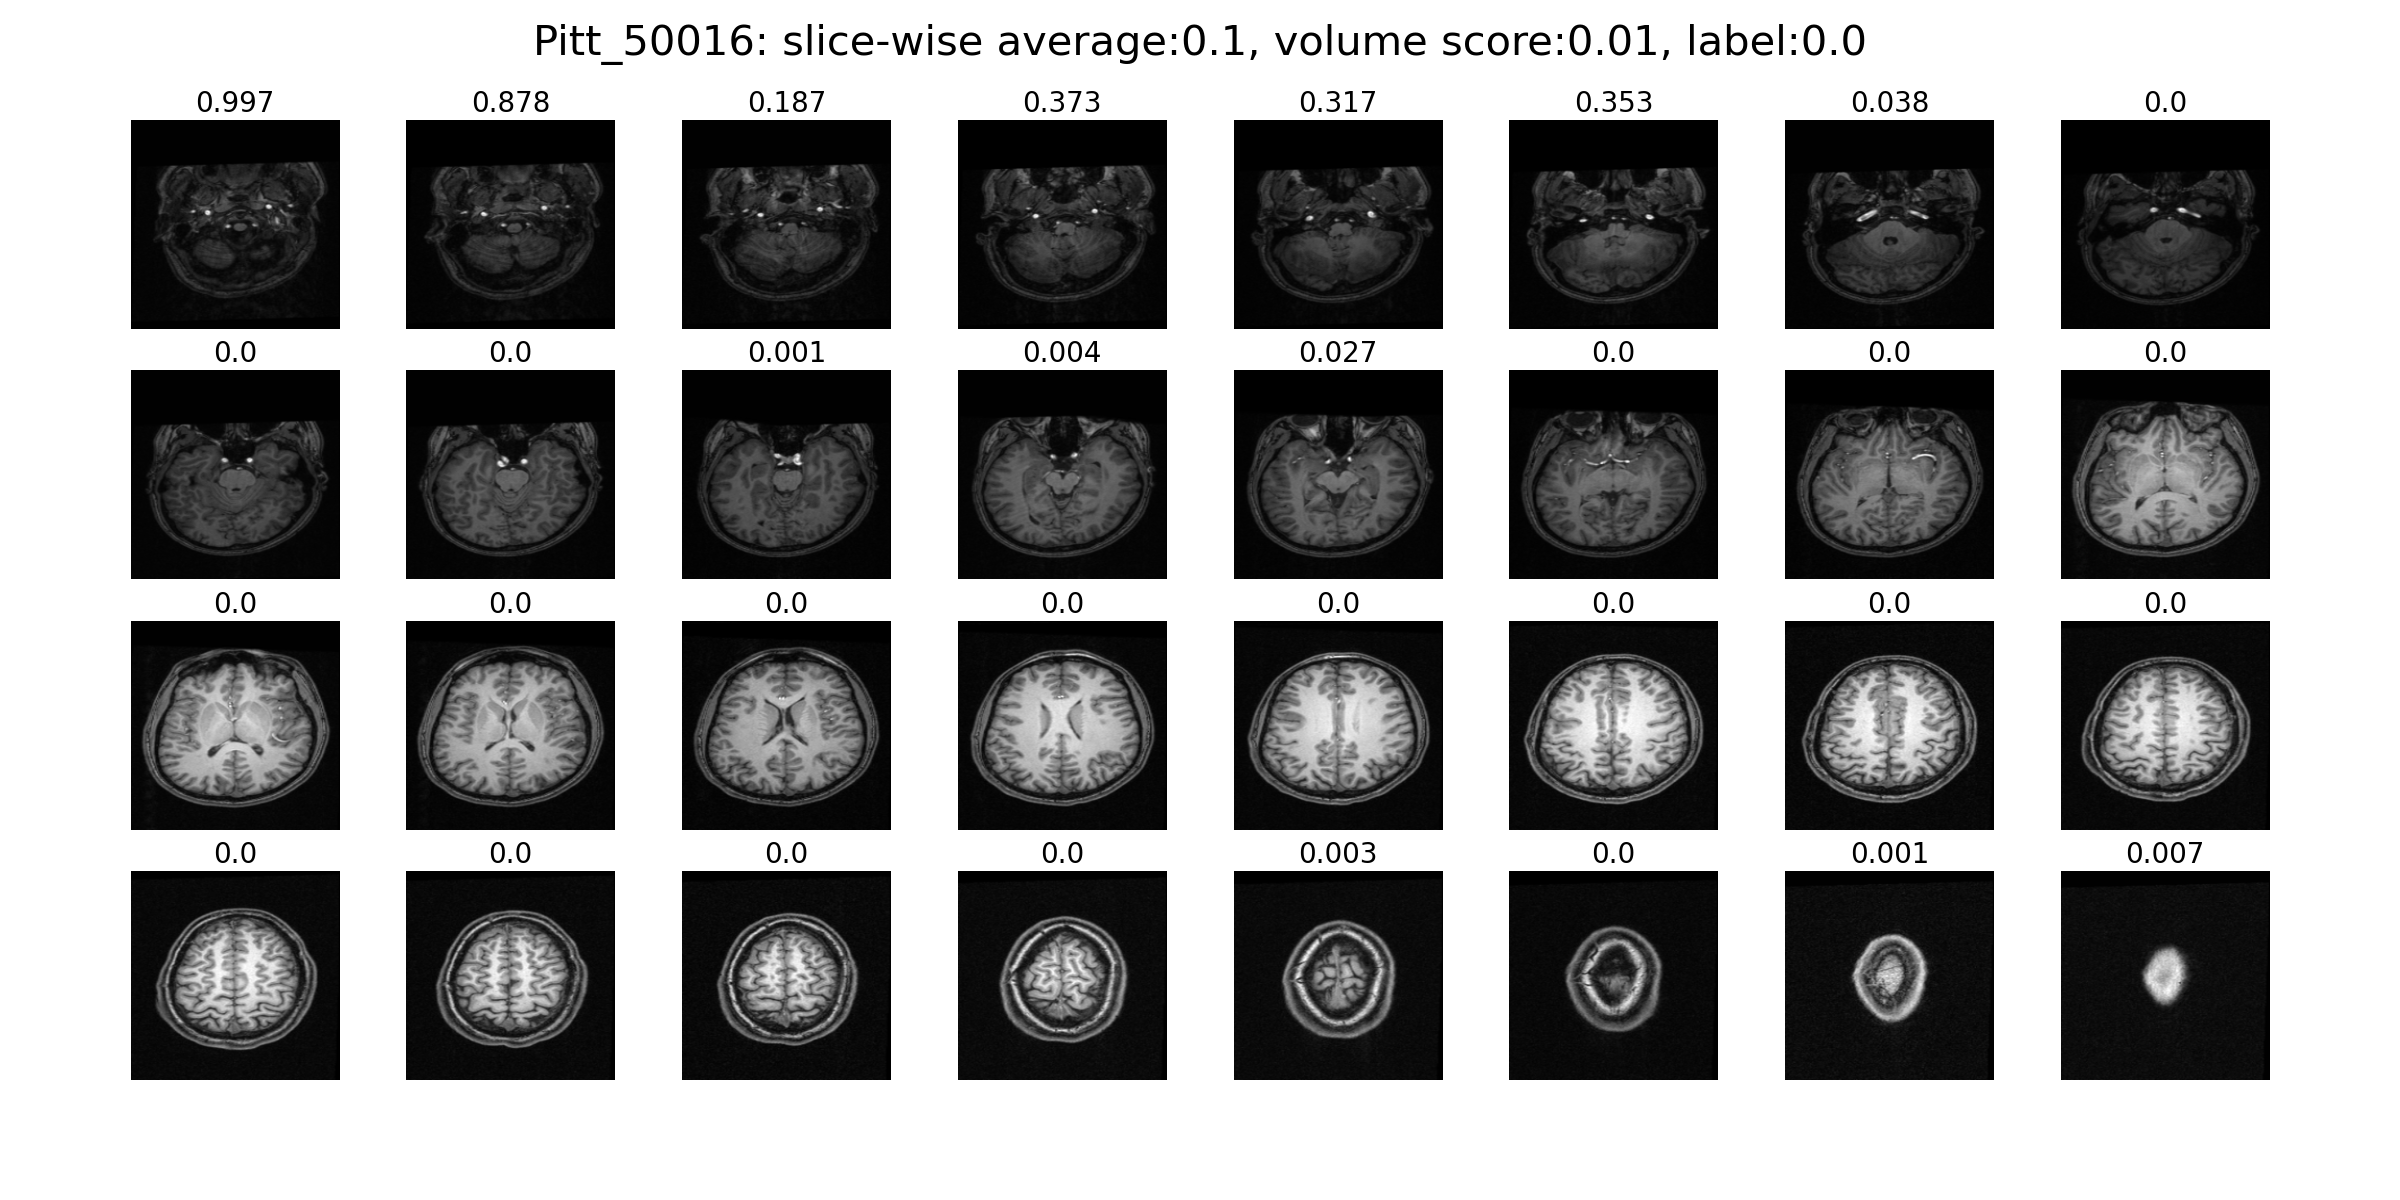 Pitt_50016: slice-wise average:0.1, volume score:0.01, label:0.0
0.997 0.878 0.187 0.373 0.317 0.353 0.038 0.0
0.0 0.0 0.001 0.004 0.027 0.0 0.0 0.0
0.0 0.0 0.0 0.0 0.0 0.0 0.0 0.0
0.0 0.0 0.0 0.0 0.003 0.0 0.001 0.007